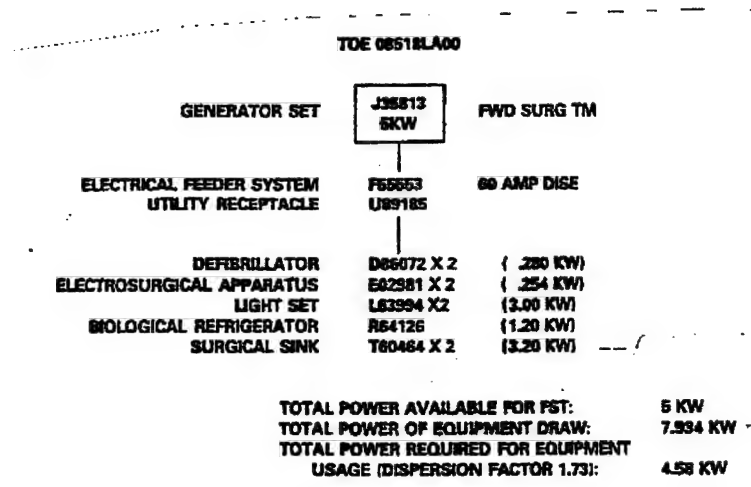 TOE 08518LA00
GENERATOR SET J35813 5KW FWD SURG TM
ELECTRICAL FEEDER SYSTEM F55553 60 AMP DISE
UTILITY RECEPTACLE U89185
DEFIBRILLATOR D86072 X 2 ( .280 KW)
ELECTROSURGICAL APPARATUS E02981 X 2 ( .254 KW)
LIGHT SET L63994 X2 (3.00 KW)
BIOLOGICAL REFRIGERATOR R64126 (1.20 KW)
SURGICAL SINK T60464 X 2 (3.20 KW)
TOTAL POWER AVAILABLE FOR FST: 5 KW
TOTAL POWER OF EQUIPMENT DRAW: 7.934 KW
TOTAL POWER REQUIRED FOR EQUIPMENT
USAGE (DISPERSION FACTOR 1.73): 4.58 KW